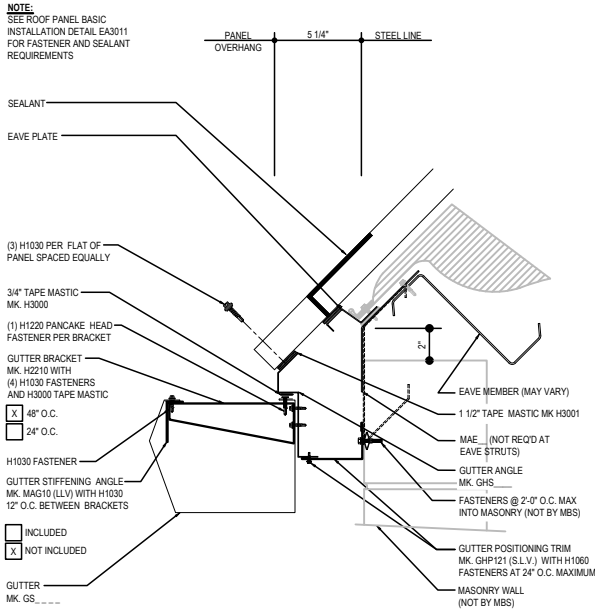 NOTE:
SEE ROOF PANEL BASIC
INSTALLATION DETAIL EA3011
FOR FASTENER AND SEALANT
REQUIREMENTS
PANEL
OVERHANG
5 1/4"
STEEL LINE
SEALANT
EAVE PLATE
(3) H1030 PER FLAT OF
PANEL SPACED EQUALLY
3/4" TAPE MASTIC
MK. H3000
(1) H1220 PANCAKE HEAD
FASTENER PER BRACKET
GUTTER BRACKET
MK. H2210 WITH
(4) H1030 FASTENERS
AND H3000 TAPE MASTIC
X 48" O.C.
24" O.C.
H1030 FASTENER
GUTTER STIFFENING ANGLE
MK. MAG10 (LLV) WITH H1030
12" O.C. BETWEEN BRACKETS
INCLUDED
X NOT INCLUDED
GUTTER
MK. GS____
2"
EAVE MEMBER (MAY VARY)
1 1/2" TAPE MASTIC MK H3001
MAE__ (NOT REQ'D AT
EAVE STRUTS)
GUTTER ANGLE
MK. GHS___
FASTENERS @ 2'-0" O.C. MAX
INTO MASONRY (NOT BY MBS)
GUTTER POSITIONING TRIM
MK. GHP121 (S.L.V.) WITH H1060
FASTENERS AT 24" O.C. MAXIMUM
MASONRY WALL
(NOT BY MBS)